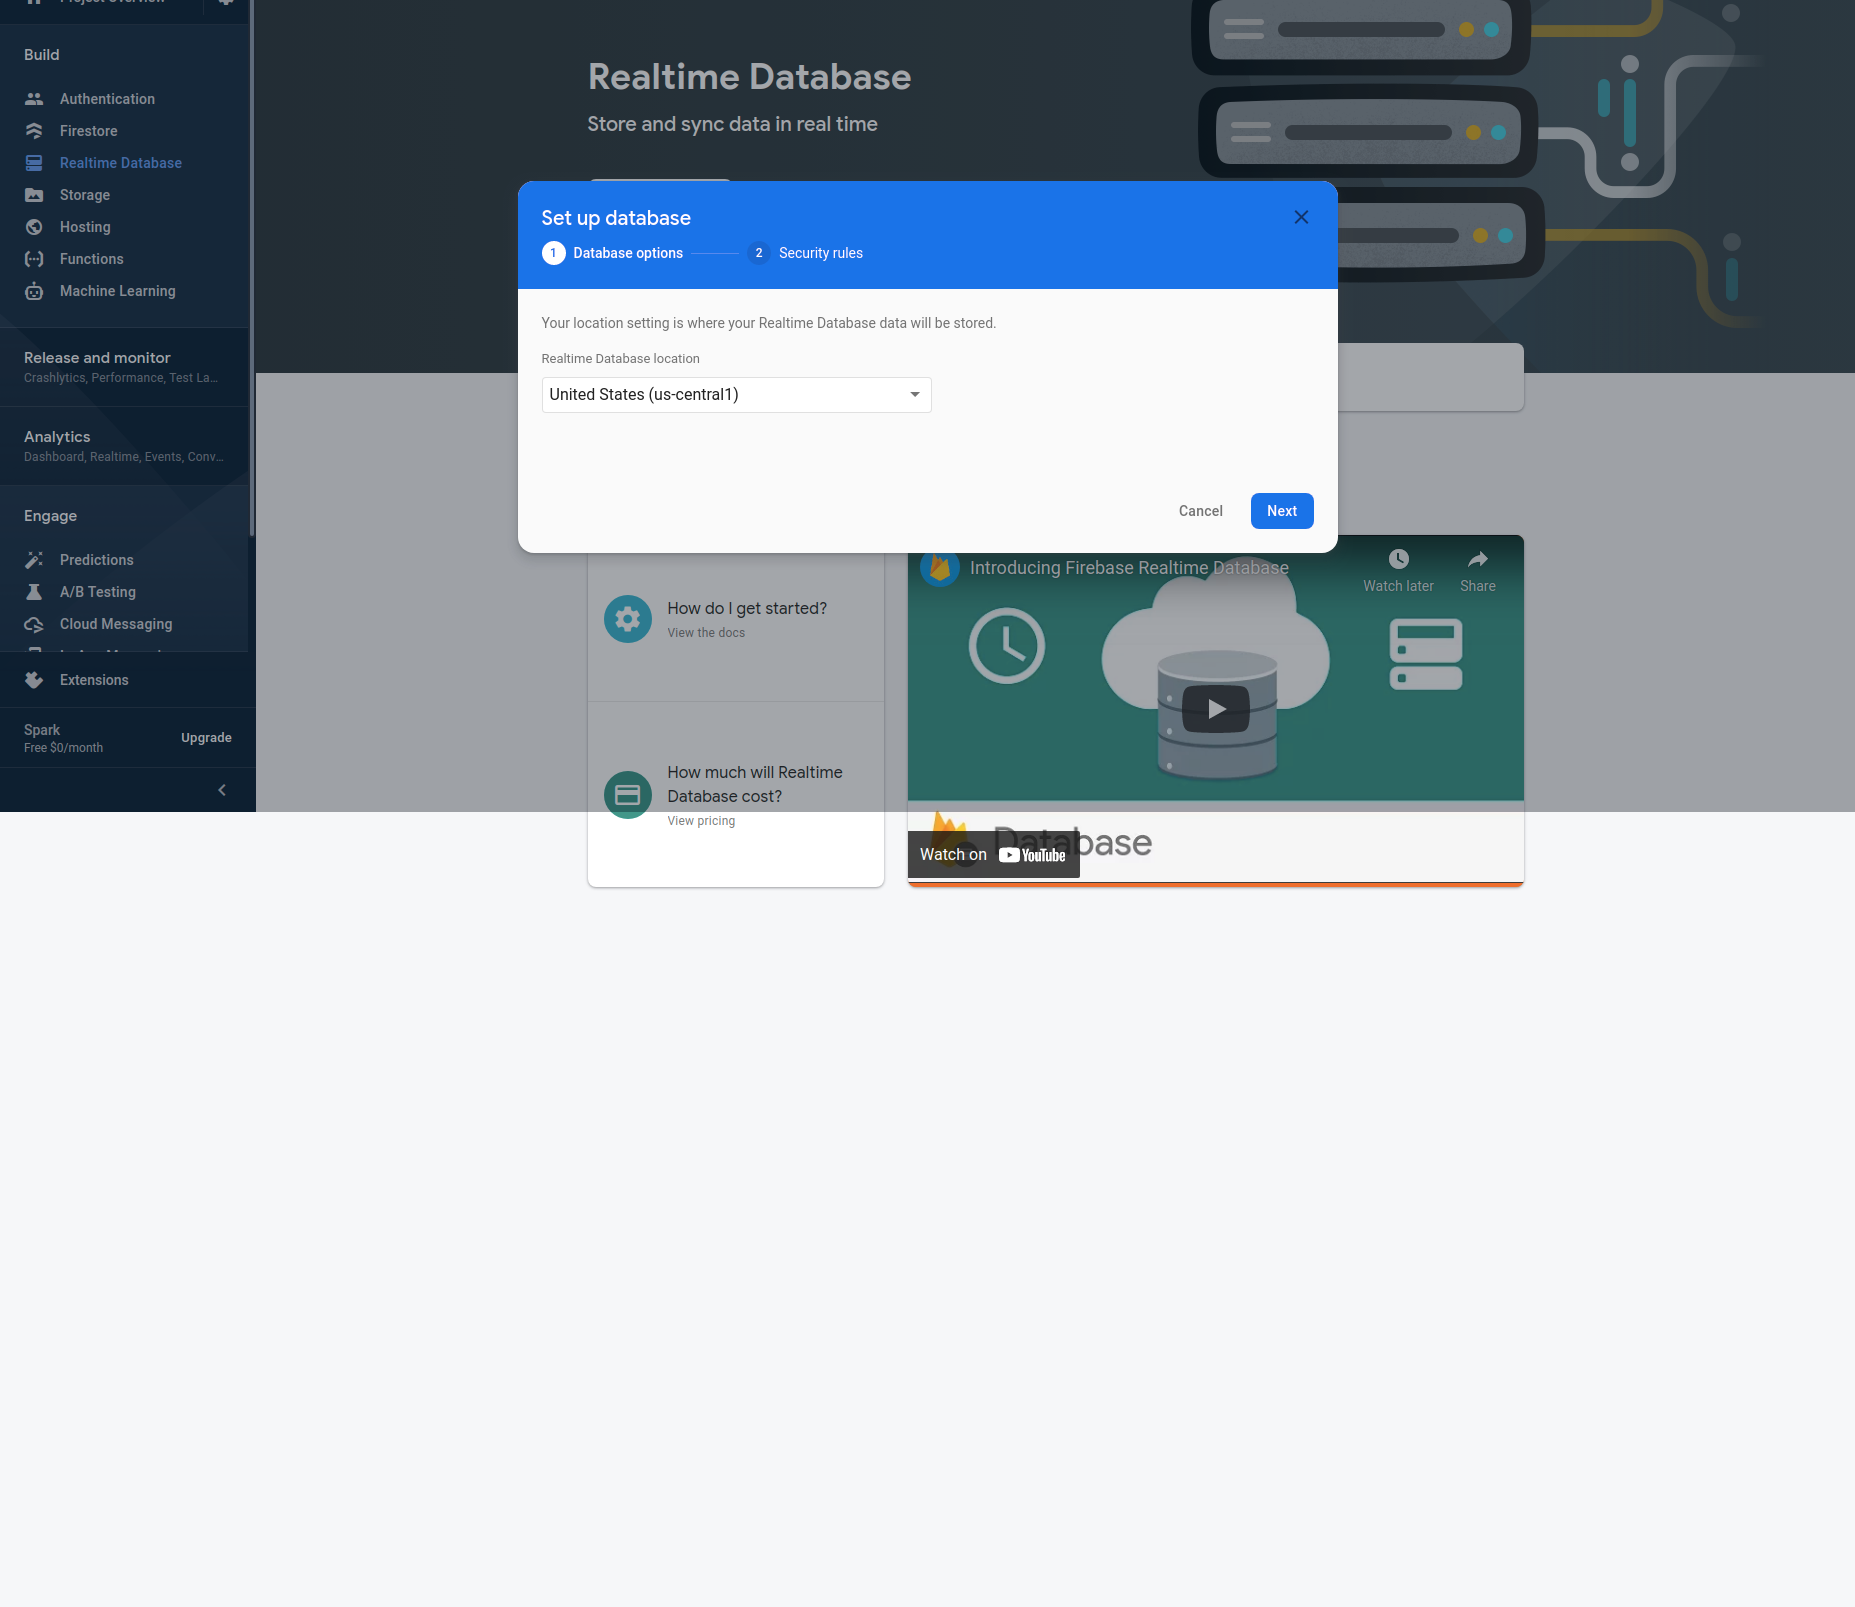 Project Overview
Build
Authentication
Firestore
Realtime Database
Storage
Hosting
Functions
Machine Learning
Release and monitor
Crashlytics, Performance, Test La...
Analytics
Dashboard, Realtime, Events, Conv...
Engage
Predictions
A/B Testing
Cloud Messaging
Extensions
Spark
Free $0/month
Upgrade
Realtime Database
Store and sync data in real time
Set up database
1 Database options
2 Security rules
Your location setting is where your Realtime Database data will be stored.
Realtime Database location
United States (us-central1)
Cancel
Next
How do I get started?
View the docs
How much will Realtime
Database cost?
View pricing
Introducing Firebase Realtime Database
Watch later
Share
Database
Watch on YouTube